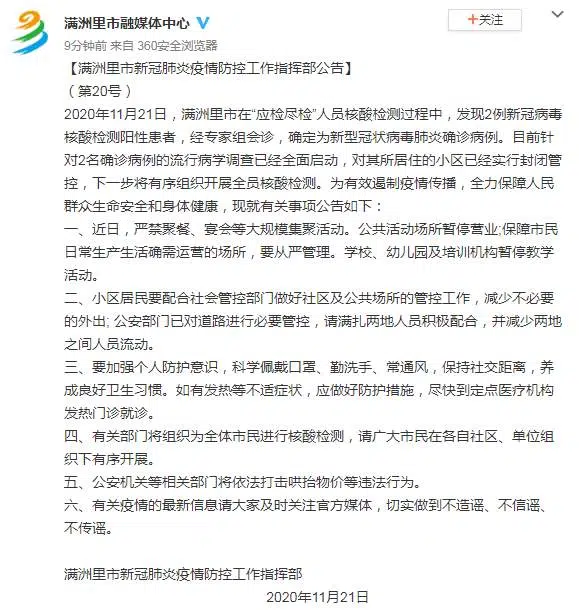 满洲里市融媒体中心
+关注
9分钟前 来自 360安全浏览器
【满洲里市新冠肺炎疫情防控工作指挥部公告】
（第20号）
2020年11月21日，满洲里市在“应检尽检”人员核酸检测过程中，发现2例新冠病毒
核酸检测阳性患者，经专家组会诊，确定为新型冠状病毒肺炎确诊病例。目前针
对2名确诊病例的流行病学调查已经全面启动，对其所居住的小区已经实行封闭管
控，下一步将有序组织开展全员核酸检测。为有效遏制疫情传播，全力保障人民
群众生命安全和身体健康，现就有关事项公告如下：
一、近日，严禁聚餐、宴会等大规模集聚活动。公共活动场所暂停营业;保障市民
日常生产生活确需运营的场所，要从严管理。学校、幼儿园及培训机构暂停教学
活动。
二、小区居民要配合社会管控部门做好社区及公共场所的管控工作，减少不必要
的外出; 公安部门已对道路进行必要管控，请满扎两地人员积极配合，并减少两地
之间人员流动。
三、要加强个人防护意识，科学佩戴口罩、勤洗手、常通风，保持社交距离，养
成良好卫生习惯。如有发热等不适症状，应做好防护措施，尽快到定点医疗机构
发热门诊就诊。
四、有关部门将组织为全体市民进行核酸检测，请广大市民在各自社区、单位组
织下有序开展。
五、公安机关等相关部门将依法打击哄抬物价等违法行为。
六、有关疫情的最新信息请大家及时关注官方媒体，切实做到不造谣、不信谣、
不传谣。
满洲里市新冠肺炎疫情防控工作指挥部
2020年11月21日